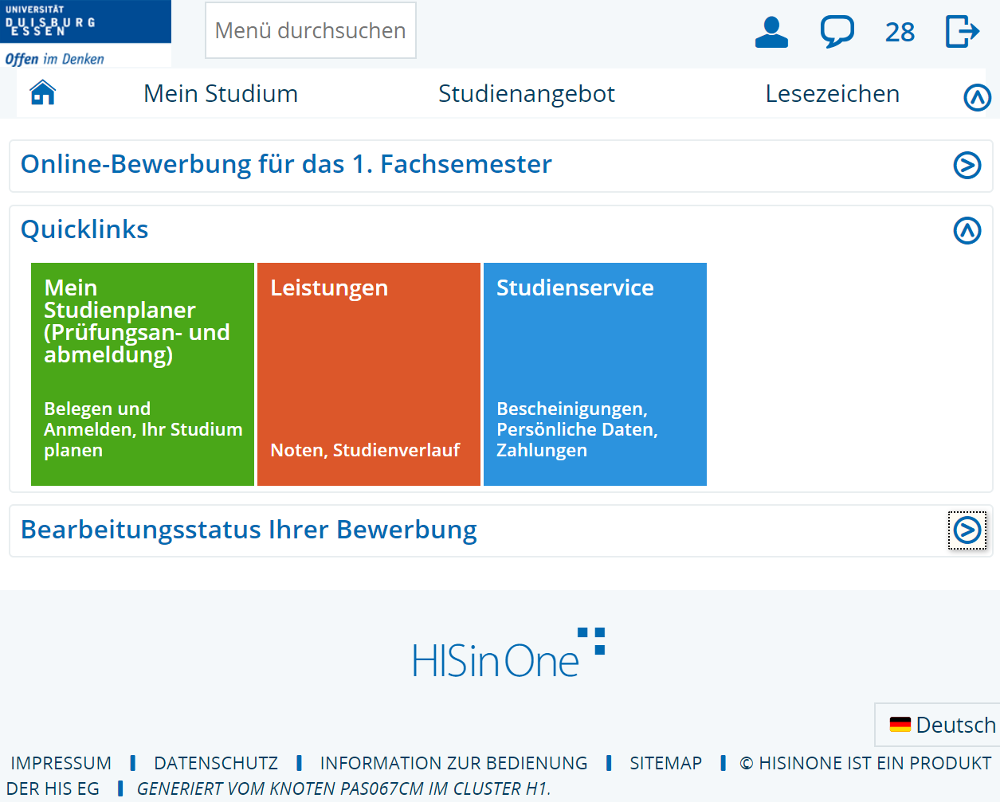 UNIVERSITÄT
DUISBURG
ESSEN
Offen im Denken
Menü durchsuchen
28
Mein Studium
Studienangebot
Lesezeichen
Online-Bewerbung für das 1. Fachsemester
Quicklinks
Mein
Studienplaner
(Prüfungsan- und
abmeldung)
Belegen und
Anmelden, Ihr Studium
planen
Leistungen
Noten, Studienverlauf
Studienservice
Bescheinigungen,
Persönliche Daten,
Zahlungen
Bearbeitungsstatus Ihrer Bewerbung
HISinOne
Deutsch
IMPRESSUM DATENSCHUTZ INFORMATION ZUR BEDIENUNG SITEMAP © HISINONE IST EIN PRODUKT
DER HIS EG GENERIERT VOM KNOTEN PAS067CM IM CLUSTER H1.